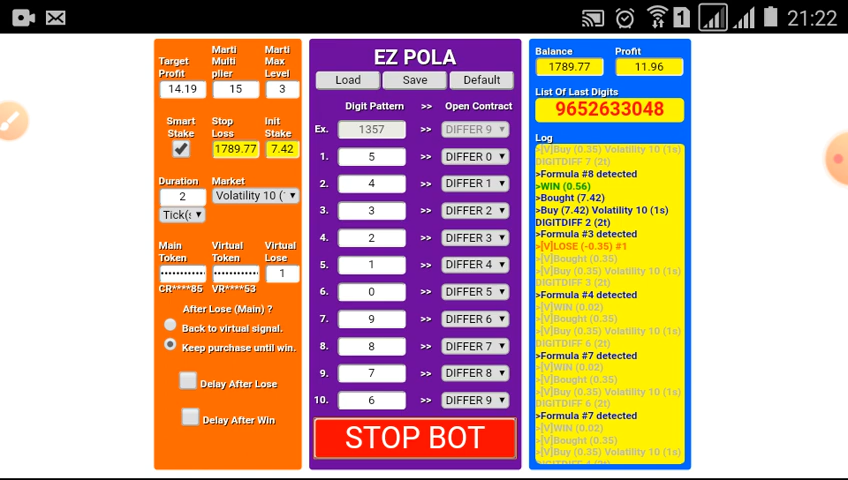 21:22
1
Target Profit
Marti Multi plier
Marti Max Level
14.19
15
3
Smart Stake
Stop Loss
Init Stake
1789.77
7.42
Duration
Market
2
Volatility 10 (
Tick(s
Main Token
Virtual Token
Virtual Lose
1
CR****85
VR****53
After Lose (Main) ?
Back to virtual signal.
Keep purchase until win.
Delay After Lose
Delay After Win
EZ POLA
Load
Save
Default
Digit Pattern >> Open Contract
Ex. 1357 >> DIFFER 9
1. 5 >> DIFFER 0
2. 4 >> DIFFER 1
3. 3 >> DIFFER 2
4. 2 >> DIFFER 3
5. 1 >> DIFFER 4
6. 0 >> DIFFER 5
7. 9 >> DIFFER 6
8. 8 >> DIFFER 7
9. 7 >> DIFFER 8
10. 6 >> DIFFER 9
STOP BOT
Balance
Profit
1789.77
11.96
List Of Last Digits
9652633048
Log
>[V]Buy (0.35) Volatility 10 (1s)
DIGITDIFF 7 (2t)
>Formula #8 detected
>WIN (0.56)
>Bought (7.42)
>Buy (7.42) Volatility 10 (1s)
DIGITDIFF 2 (2t)
>Formula #3 detected
>[V]LOSE (-0.35) #1
>[V]Bought (0.35)
>[V]Buy (0.35) Volatility 10 (1s)
DIGITDIFF 3 (2t)
>Formula #4 detected
>[V]WIN (0.02)
>[V]Bought (0.35)
>[V]Buy (0.35) Volatility 10 (1s)
DIGITDIFF 6 (2t)
>Formula #7 detected
>[V]WIN (0.02)
>[V]Bought (0.35)
>[V]Buy (0.35) Volatility 10 (1s)
DIGITDIFF 6 (2t)
>Formula #7 detected
>[V]WIN (0.02)
>[V]Bought (0.35)
>[V]Buy (0.35) Volatility 10 (1s)